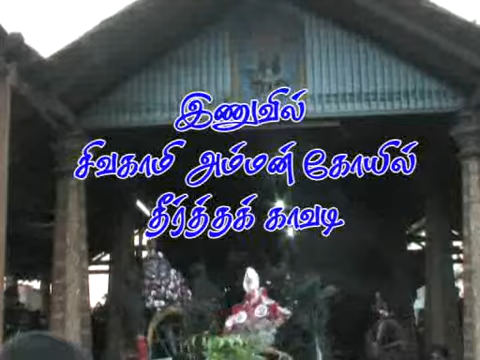 இணுவில்
சிவகாமி அம்மன் கோயில்
தீர்த்தக் காவடி